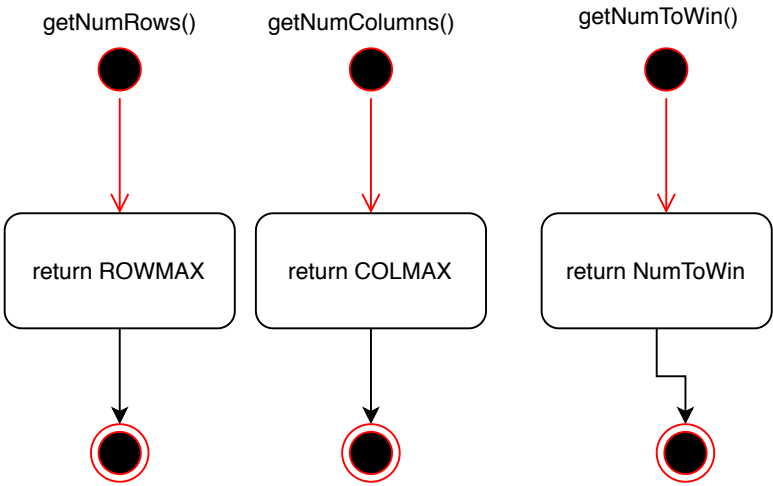 getNumRows()
getNumColumns()
getNumToWin()
return ROWMAX
return COLMAX
return NumToWin